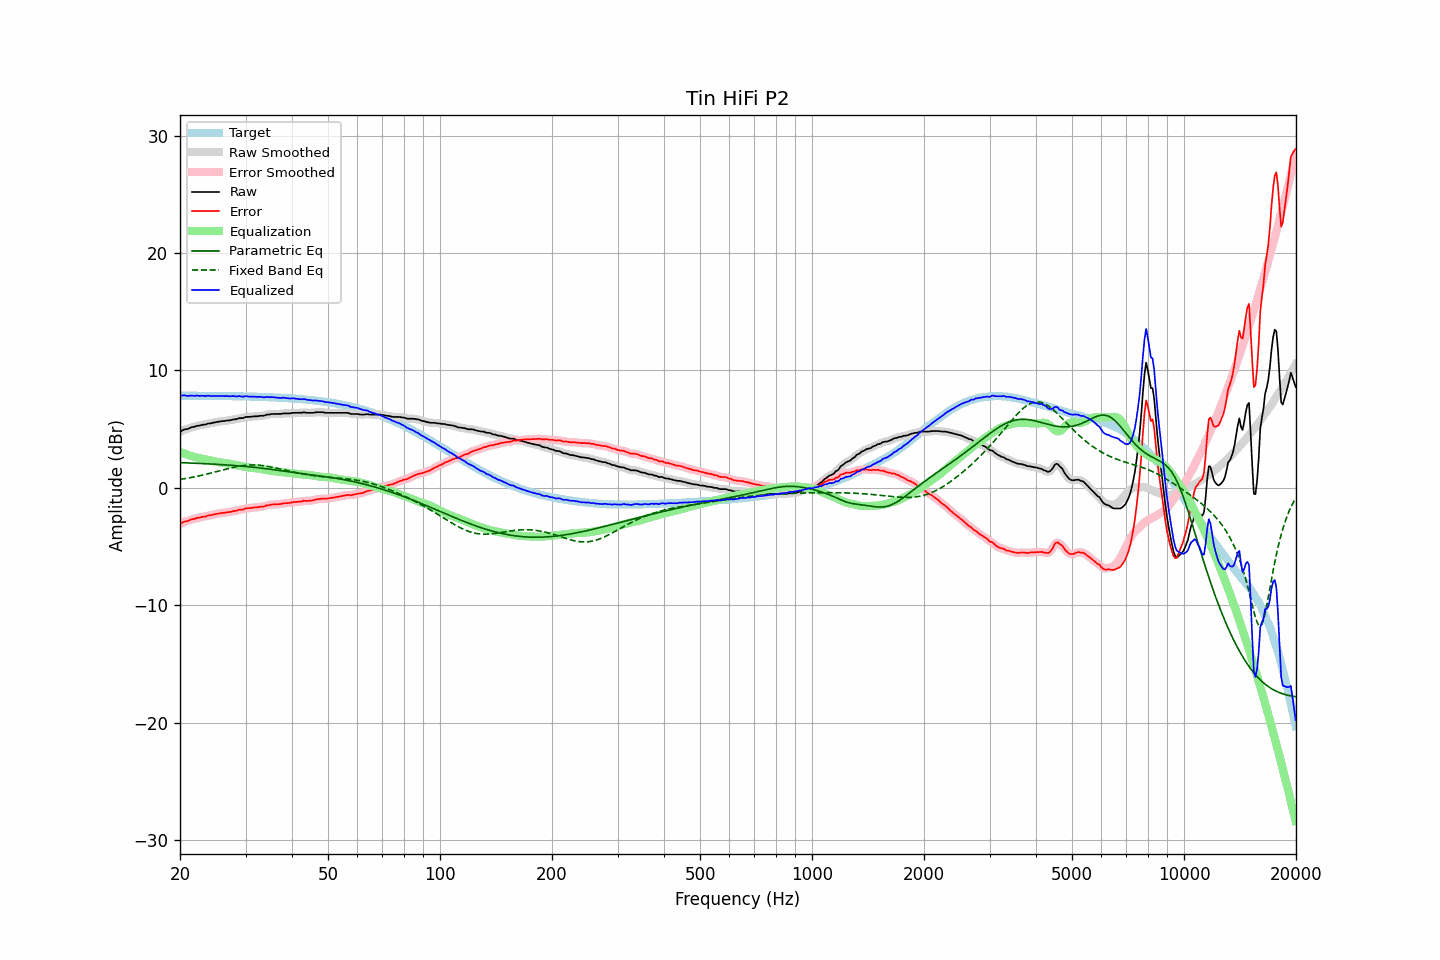 Tin HiFi P2
Target
Raw Smoothed
Error Smoothed
Raw
Error
Equalization
Parametric Eq
Fixed Band Eq
Equalized
Amplitude (dBr)
30
20
10
0
−10
−20
−30
20 50 100 200 500 1000 2000 5000 10000 20000
Frequency (Hz)